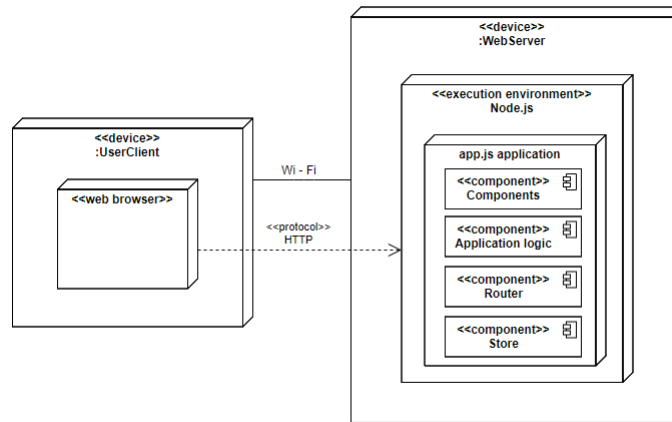 <<device>>
:WebServer
<<execution environment>>
Node.js
<<device>>
:UserClient
app.js application
Wi - Fi
<<component>>
Components
<<web browser>>
<<protocol>>
HTTP
<<component>>
Application logic
<<component>>
Router
<<component>>
Store